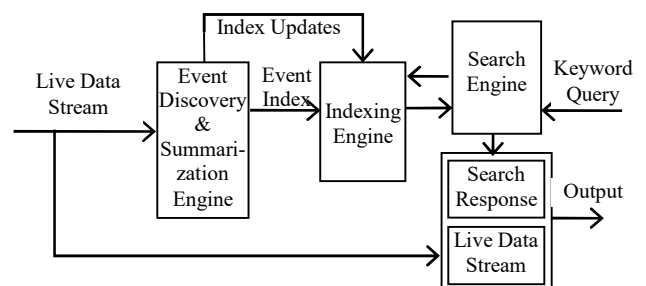 Index Updates
Live Data
Stream
Event
Discovery
&
Summari-
zation
Engine
Event
Index
Indexing
Engine
Search
Engine
Keyword
Query
Search
Response
Live Data
Stream
Output